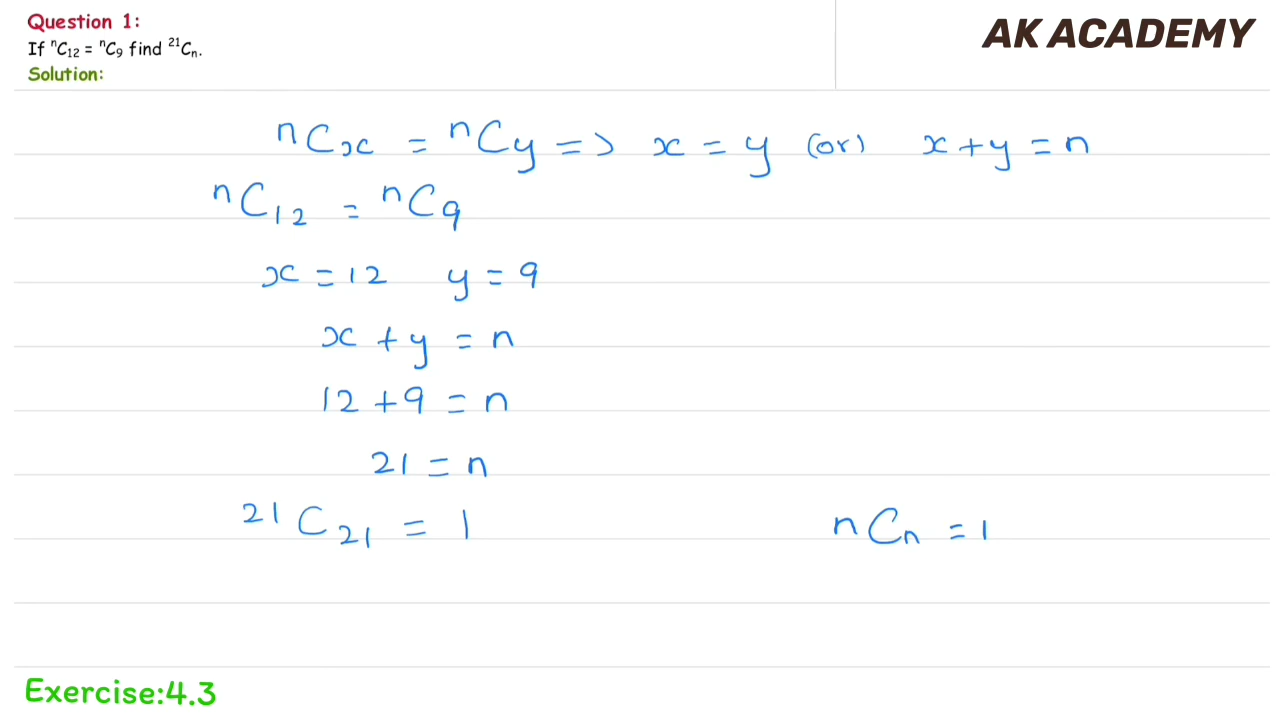 Question 1:
AK ACADEMY
If ⁿC₁₂ = ⁿC₉ find ²¹Cₙ.
Solution:
ⁿCₓ = ⁿCy => x = y (or) x + y = n
ⁿC₁₂ = ⁿC₉
x = 12 y = 9
x + y = n
12 + 9 = n
21 = n
²¹C₂₁ = 1 ⁿCₙ = 1
Exercise:4.3